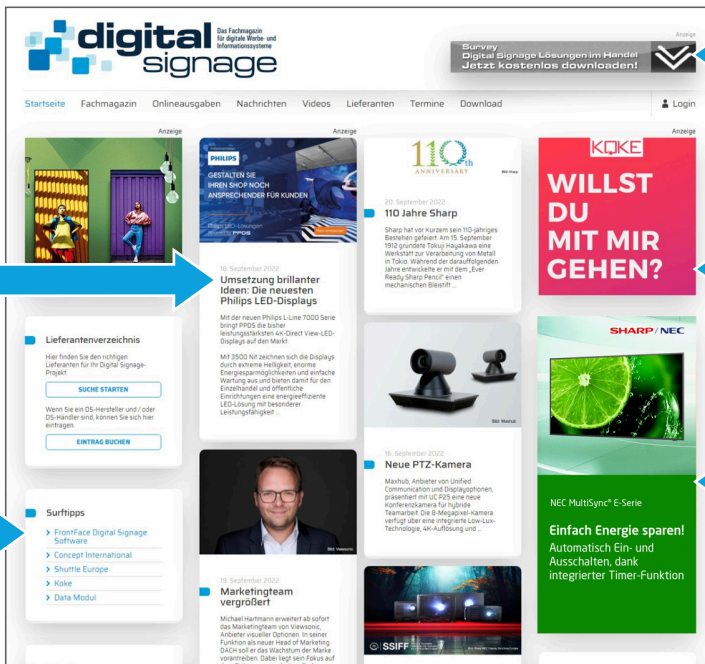 digital
signage
Das Fachmagazin
für digitale Werbe- und
Informationssysteme
Anzeige
Survey
Digital Signage Lösungen im Handel
Jetzt kostenlos downloaden!
Startseite Fachmagazin Onlineausgaben Nachrichten Videos Lieferanten Termine Download Login
Anzeige
Lieferantenverzeichnis
Hier finden Sie den richtigen
Lieferanten für Ihr Digital Signage-
Projekt
SUCHE STARTEN
Wenn Sie ein DS-Hersteller und / oder
DS-Händler sind, können Sie sich hier
eintragen.
EINTRAG BUCHEN
Surftipps
FrontFace Digital Signage
Software
Concept International
Shuttle Europe
Koke
Data Modul
Anzeige
PHILIPS
GESTALTEN SIE
IHREN SHOP NOCH
ANSPRECHENDER FÜR KUNDEN
Philips LED-Lösungen
PPDS
16. September 2022
Umsetzung brillanter
Ideen: Die neuesten
Philips LED-Displays
Mit der neuen Philips L-Line 7000 Serie
bringt PPDS die bisher
leistungsstärksten 4K-Direct View-LED-
Displays auf den Markt.
Mit 3500 Nit zeichnen sich die Displays
durch extreme Helligkeit, enorme
Energiesparmöglichkeiten und einfache
Wartung aus und bieten damit für den
Einzelhandel und öffentliche
Einrichtungen eine energieeffiziente
LED-Lösung mit besonderer
Leistungsfähigkeit ...
Bild: Viewsonic
19. September 2022
Marketingteam
vergrößert
Michael Hartmann erweitert ab sofort
das Marketingteam von Viewsonic,
Anbieter visueller Optionen. In seiner
Funktion als neuer Head of Marketing
DACH soll er das Wachstum der Marke
vorantreiben. Dabei liegt sein Fokus auf
110th
ANNIVERSARY
Bild: Sharp
20. September 2022
110 Jahre Sharp
Sharp hat vor Kurzem sein 110-jähriges
Bestehen gefeiert. Am 15. September
1912 gründete Tokuji Hayakawa eine
Werkstatt zur Verarbeitung von Metall
in Tokio. Während der darauffolgenden
Jahre entwickelte er mit dem „Ever
Ready Sharp Pencil" einen
mechanischen Bleistift ...
Bild: Maxhub
16. September 2022
Neue PTZ-Kamera
Maxhub, Anbieter von Unified
Communication und Displayoptionen,
präsentiert mit UC P25 eine neue
Konferenzkamera für hybride
Teamarbeit. Die 8-Megapixel-Kamera
verfügt über eine integrierte Low-Lux-
Technologie, 4K-Auflösung und ...
SSIFF
Anzeige
KOKE
WILLST
DU
MIT MIR
GEHEN?
SHARP/NEC
NEC MultiSync® E-Serie
Einfach Energie sparen!
Automatisch Ein- und
Ausschalten, dank
integrierter Timer-Funktion